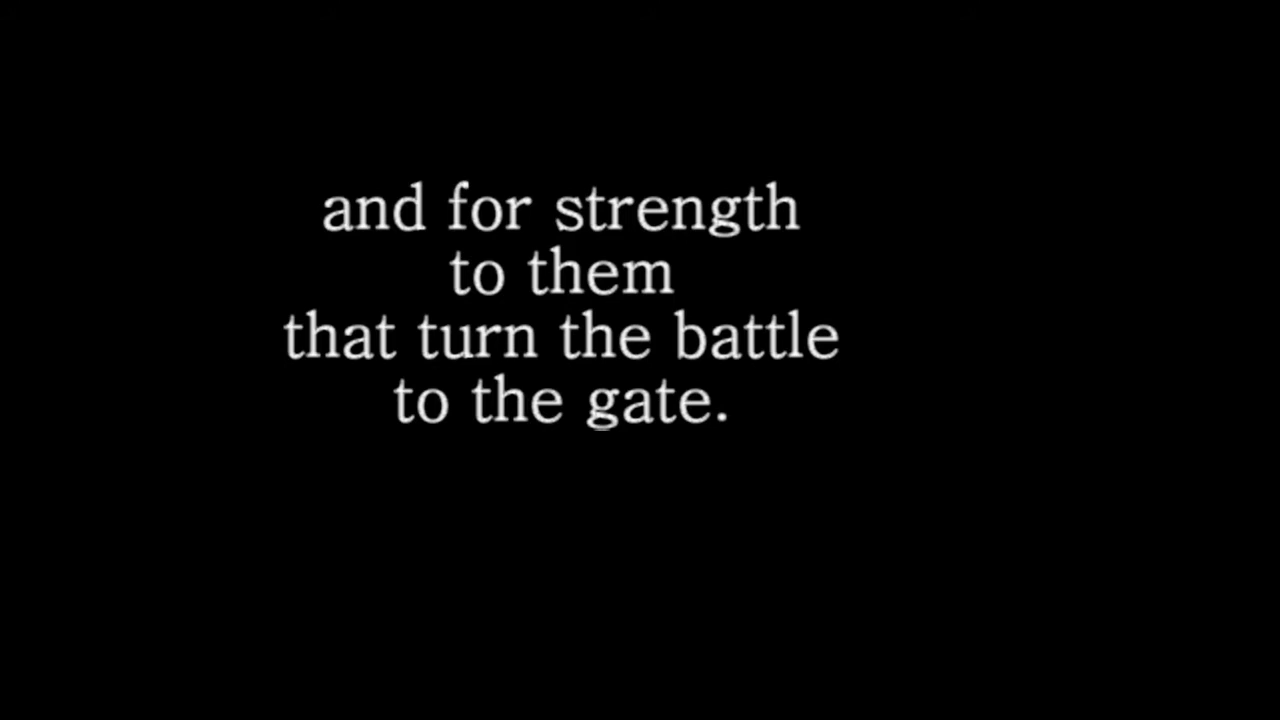 and for strength
to them
that turn the battle
to the gate.